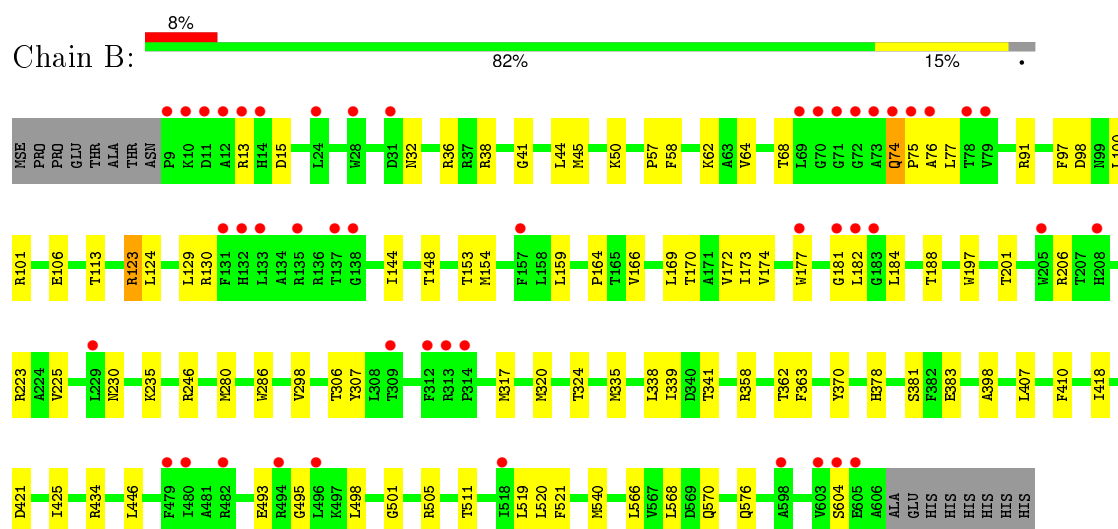 8%
Chain B:
82% 15% •
MSE PRO PRO GLU THR ALA THR ASN P9 K10 D11 A12 R13 H14 D15 L24 W28 D31 N32 R36 R37 R38 G41 L44 M45 K50 P57 F58 K62 A63 V64 T68 L69 G70 G71 G72 A73 Q74 P75 A76 L77 T78 V79 R91 F97 D98 N99 L100
R101 E106 T113 R123 L124 L129 R130 F131 H132 L133 A134 R135 R136 T137 G138 I144 T148 T153 M154 F157 L158 L159 P164 T165 V166 L169 T170 A171 V172 I173 V174 W177 G181 L182 G183 L184 T188 W197 T201 W205 R206 T207 H208
R223 A224 V225 L229 N230 K235 R246 M280 W286 V298 T306 Y307 L308 T309 F312 R313 P314 M317 M320 T324 M335 L338 I339 D340 T341 R358 T362 F363 Y370 H378 S381 F382 E383 A398 L407 F410 I418
D421 I425 R434 L446 F479 I480 A481 R482 E493 R494 G495 L496 K497 L498 G501 R505 T511 I518 L519 L520 F521 M540 L566 V567 L568 D569 Q570 Q576 A598 V603 S604 E605 A606 ALA GLU HIS HIS HIS HIS HIS HIS